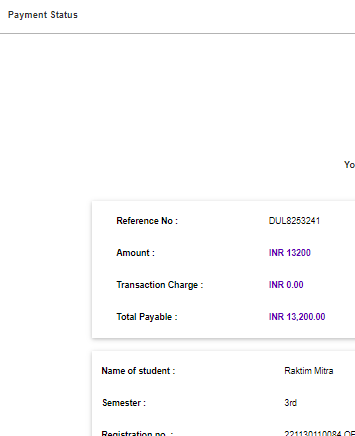 Payment Status
Yo
Reference No : DUL8253241
Amount : INR 13200
Transaction Charge : INR 0.00
Total Payable : INR 13,200.00
Name of student : Raktim Mitra
Semester : 3rd
Registration no. : 221130110084 OF